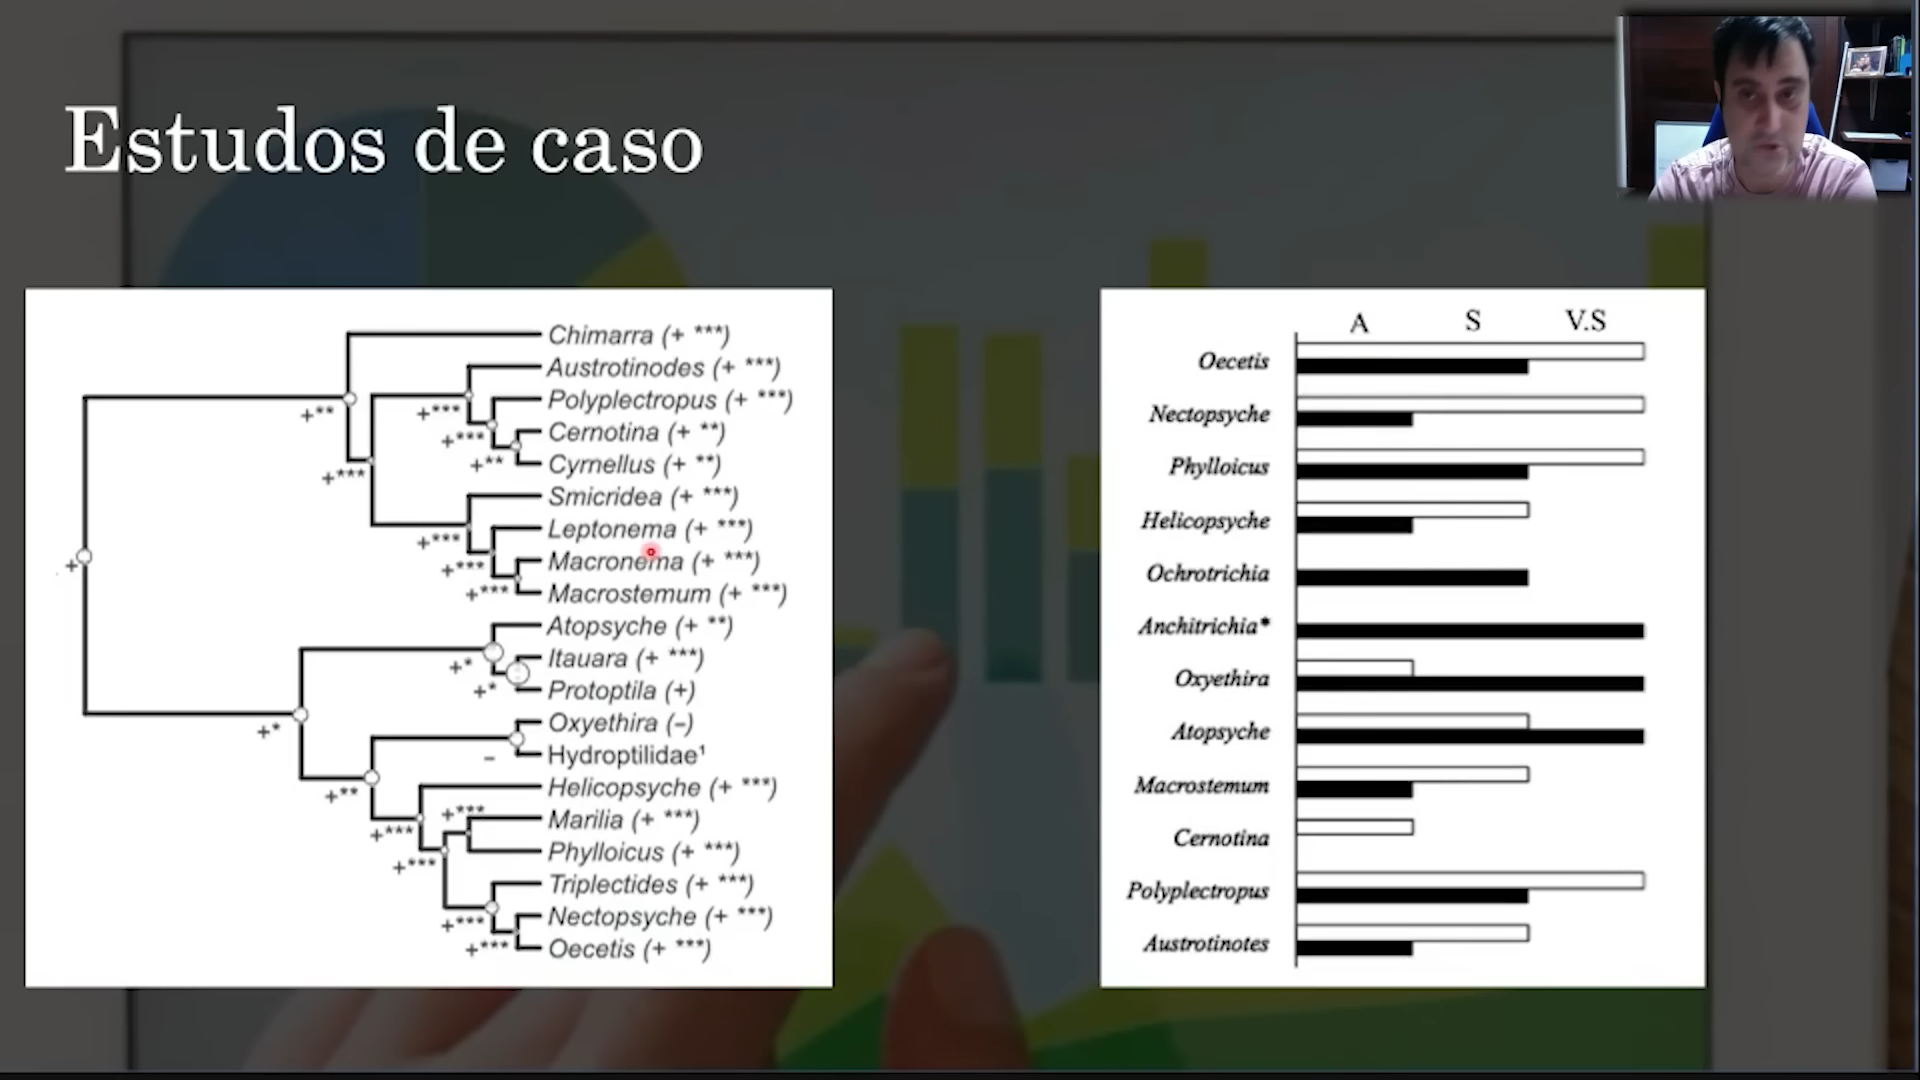 Estudos de caso
Chimarra (+ ***)
Austrotinodes (+ ***)
Polyplectropus (+ ***)
Cernotina (+ **)
Cyrnellus (+ **)
Smicridea (+ ***)
Leptonema (+ ***)
Macronema (+ ***)
Macrostemum (+ ***)
Atopsyche (+ **)
Itauara (+ ***)
Protoptila (+)
Oxyethira (–)
Hydroptilidae¹
Helicopsyche (+ ***)
Marilia (+ ***)
Phylloicus (+ ***)
Triplectides (+ ***)
Nectopsyche (+ ***)
Oecetis (+ ***)
+**
+***
+***
+***
+**
+***
+***
+***
+
+*
+*
+*
–
+**
+***
+***
+***
+***
+***
A S V.S
Oecetis
Nectopsyche
Phylloicus
Helicopsyche
Ochrotrichia
Anchitrichia*
Oxyethira
Atopsyche
Macrostemum
Cernotina
Polyplectropus
Austrotinotes